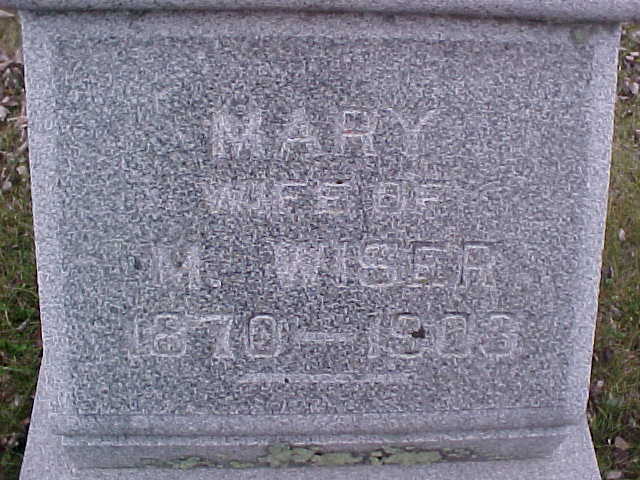 MARY
WIFE OF
M. WISER
1870—1903